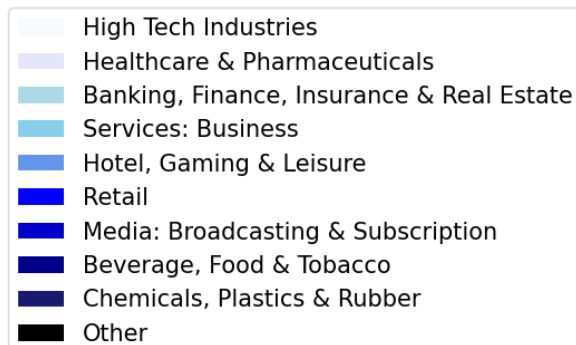 High Tech Industries
Healthcare & Pharmaceuticals
Banking, Finance, Insurance & Real Estate
Services: Business
Hotel, Gaming & Leisure
Retail
Media: Broadcasting & Subscription
Beverage, Food & Tobacco
Chemicals, Plastics & Rubber
Other